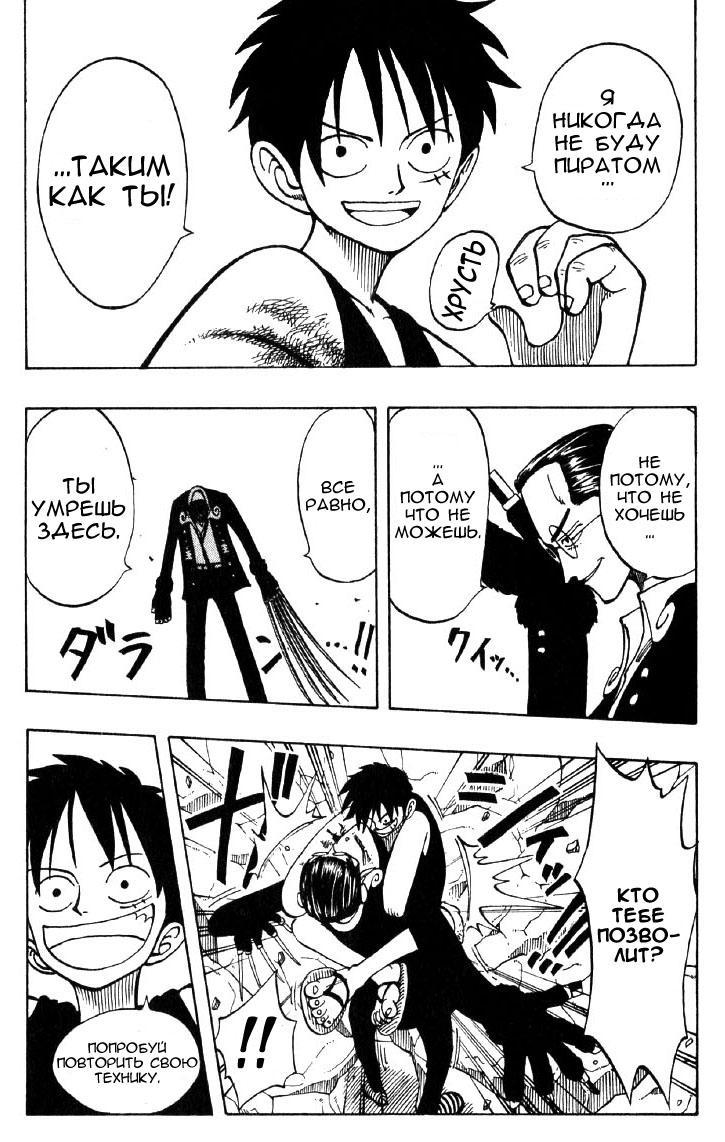 Я
НИКОГДА
НЕ БУДУ
ПИРАТОМ
...
...ТАКИМ
КАК ТЫ!
ХРУСТЬ
НЕ
ПОТОМУ,
ЧТО НЕ
ХОЧЕШЬ
...
...
А
ПОТОМУ
ЧТО НЕ
МОЖЕШЬ.
クイッ...
ВСЕ
РАВНО,
ТЫ
УМРЕШЬ
ЗДЕСЬ.
ダラ
...!!
КТО
ТЕБЕ
ПОЗВО-
ЛИТ?
!!
ПОПРОБУЙ
ПОВТОРИТЬ СВОЮ
ТЕХНИКУ.